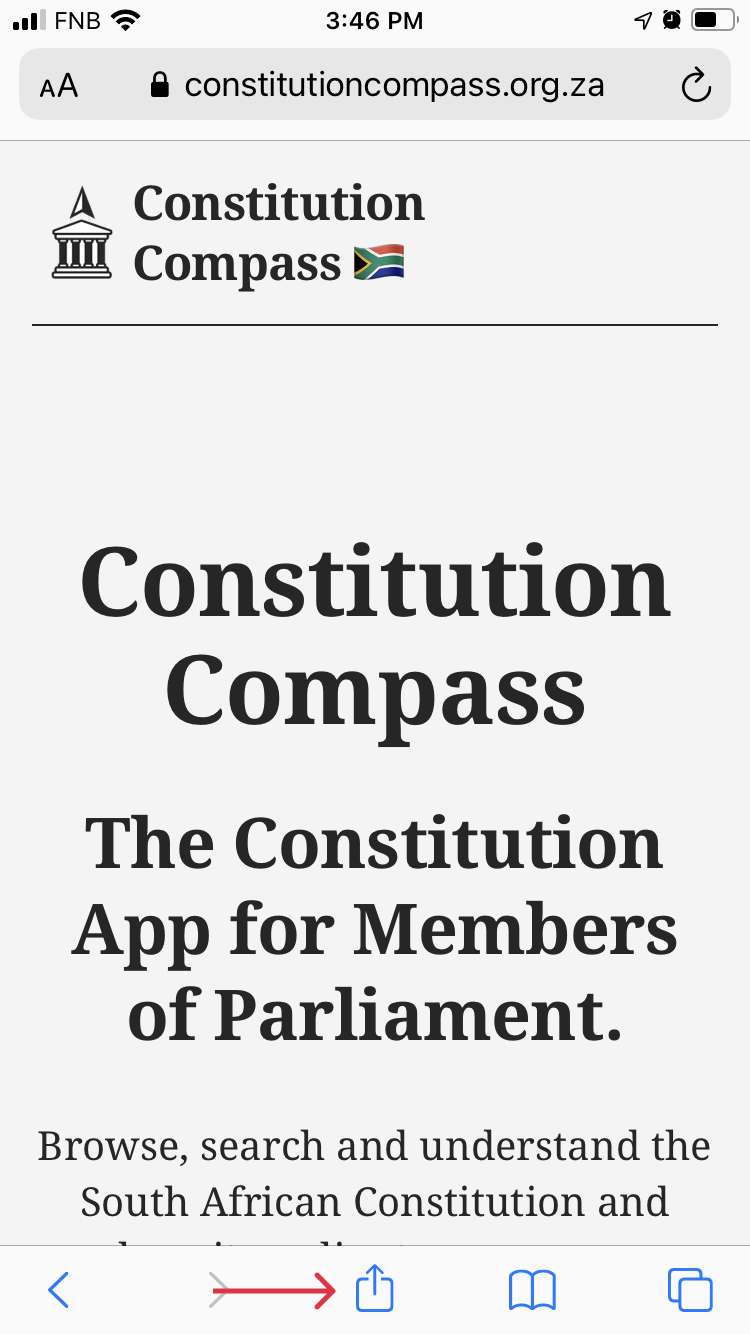 FNB 3:46 PM
AA constitutioncompass.org.za
Constitution
Compass
Constitution
Compass
The Constitution
App for Members
of Parliament.
Browse, search and understand the
South African Constitution and